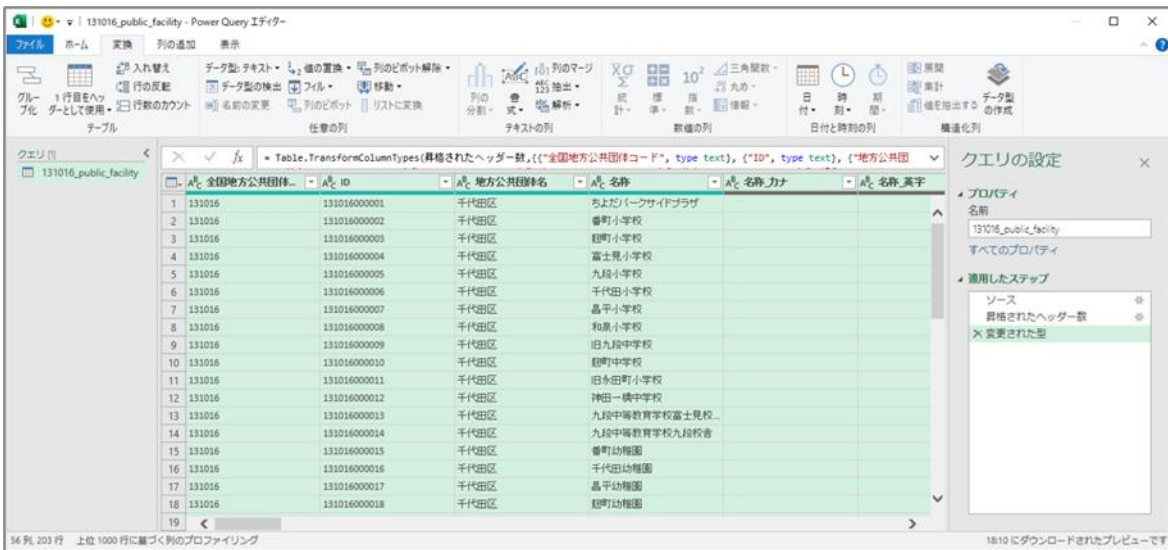 131016_public_facility - Power Query エディター
ファイル ホーム 変換 列の追加 表示
グループ化
1 行目をヘッダーとして使用
入れ替え
行の反転
行数のカウント
テーブル
データ型: テキスト
データ型の検出
名前の変更
値の置換
フィル
列のピボット
列のピボット解除
移動
リストに変換
任意の列
列の分割
書式
列のマージ
抽出
解析
テキストの列
統計
標準
指数
三角関数
丸め
情報
数値の列
日付
時刻
期間
日付と時刻の列
展開
集計
値を抽出する
データ型の作成
構造化列
クエリ [1]
131016_public_facility
= Table.TransformColumnTypes(昇格されたヘッダー数,{{"全国地方公共団体コード", type text}, {"ID", type text}, {"地方公共団
全国地方公共団体... ID 地方公共団体名 名称 名称_カナ 名称_英字
1 131016 131016000001 千代田区 ちよだパークサイドプラザ
2 131016 131016000002 千代田区 番町小学校
3 131016 131016000003 千代田区 麹町小学校
4 131016 131016000004 千代田区 富士見小学校
5 131016 131016000005 千代田区 九段小学校
6 131016 131016000006 千代田区 千代田小学校
7 131016 131016000007 千代田区 昌平小学校
8 131016 131016000008 千代田区 和泉小学校
9 131016 131016000009 千代田区 旧九段中学校
10 131016 131016000010 千代田区 麹町中学校
11 131016 131016000011 千代田区 旧永田町小学校
12 131016 131016000012 千代田区 神田一橋中学校
13 131016 131016000013 千代田区 九段中等教育学校富士見校...
14 131016 131016000014 千代田区 九段中等教育学校九段校舎
15 131016 131016000015 千代田区 番町幼稚園
16 131016 131016000016 千代田区 千代田幼稚園
17 131016 131016000017 千代田区 昌平幼稚園
18 131016 131016000018 千代田区 麹町幼稚園
19
クエリの設定
プロパティ
名前
131016_public_facility
すべてのプロパティ
適用したステップ
ソース
昇格されたヘッダー数
変更された型
56 列、203 行 上位 1000 行に基づく列のプロファイリング
18:10 にダウンロードされたプレビューです